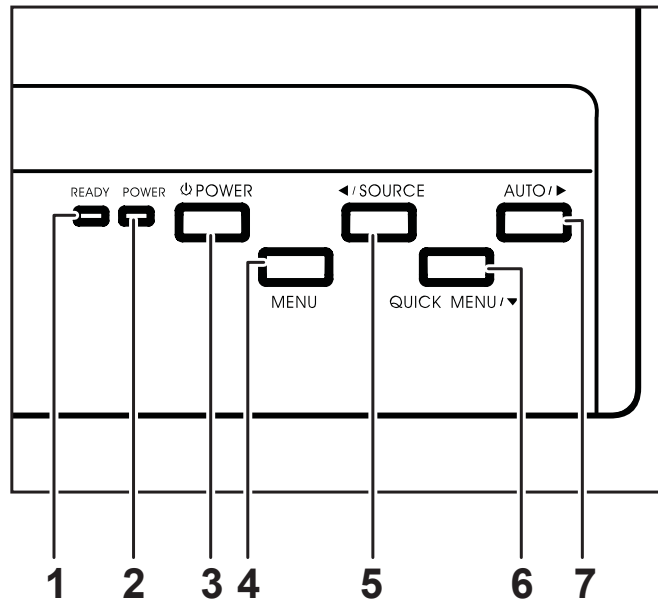 READY POWER ⏻POWER ◀/SOURCE AUTO/▶
MENU QUICK MENU/▼
1 2 3 4 5 6 7